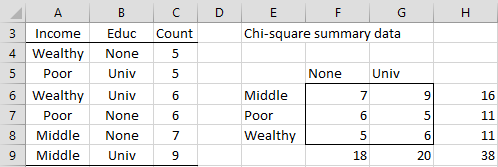 A B C D E F G H
3 Income Educ Count Chi-square summary data
4 Wealthy None 5
5 Poor Univ 5 None Univ
6 Wealthy Univ 6 Middle 7 9 16
7 Poor None 6 Poor 6 5 11
8 Middle None 7 Wealthy 5 6 11
9 Middle Univ 9 18 20 38